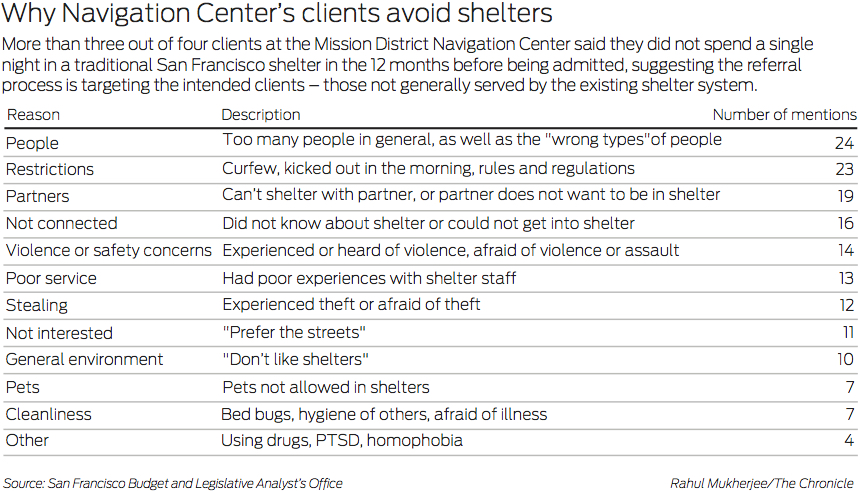 Why Navigation Center’s clients avoid shelters
More than three out of four clients at the Mission District Navigation Center said they did not spend a single
night in a traditional San Francisco shelter in the 12 months before being admitted, suggesting the referral
process is targeting the intended clients – those not generally served by the existing shelter system.
Reason Description Number of mentions
People Too many people in general, as well as the "wrong types"of people 24
Restrictions Curfew, kicked out in the morning, rules and regulations 23
Partners Can’t shelter with partner, or partner does not want to be in shelter 19
Not connected Did not know about shelter or could not get into shelter 16
Violence or safety concerns Experienced or heard of violence, afraid of violence or assault 14
Poor service Had poor experiences with shelter staff 13
Stealing Experienced theft or afraid of theft 12
Not interested "Prefer the streets" 11
General environment "Don’t like shelters" 10
Pets Pets not allowed in shelters 7
Cleanliness Bed bugs, hygiene of others, afraid of illness 7
Other Using drugs, PTSD, homophobia 4
Source: San Francisco Budget and Legislative Analyst’s Office Rahul Mukherjee/The Chronicle